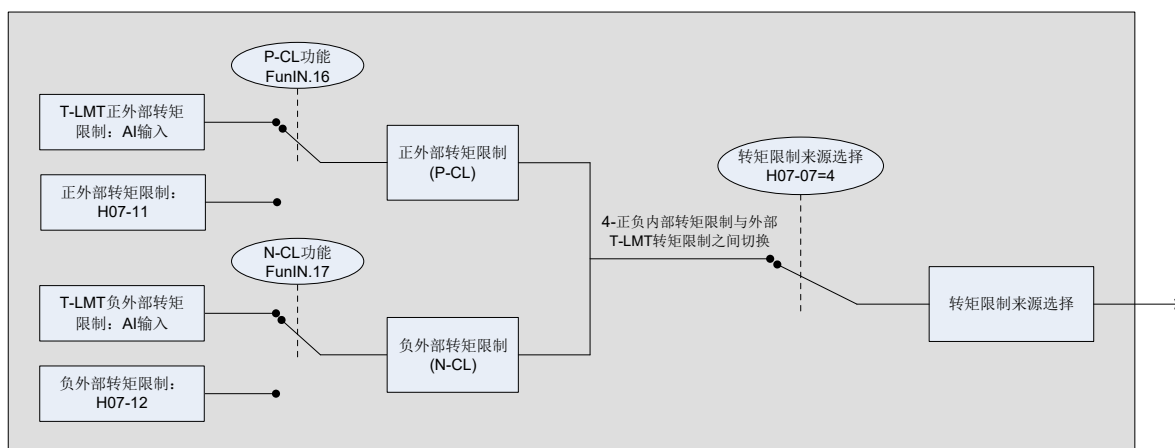 P-CL功能
FunIN.16
T-LMT正外部转矩
限制：AI输入
正外部转矩限制
(P-CL)
转矩限制来源选择
H07-07=4
正外部转矩限制：
H07-11
4-正负内部转矩限制与外部
T-LMT转矩限制之间切换
N-CL功能
FunIN.17
T-LMT负外部转矩
限制：AI输入
转矩限制来源选择
负外部转矩限制
(N-CL)
负外部转矩限制：
H07-12